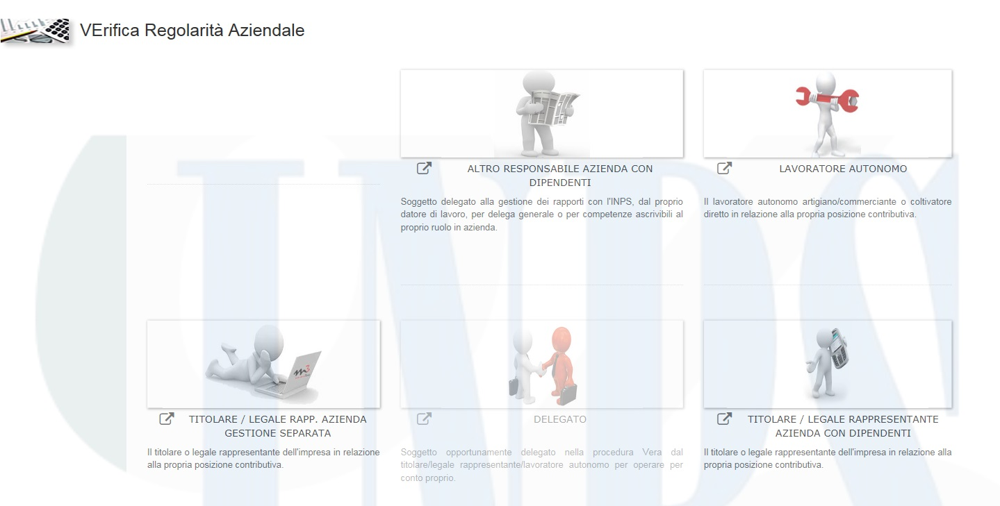 VErifica Regolarità Aziendale
ALTRO RESPONSABILE AZIENDA CON
DIPENDENTI
Soggetto delegato alla gestione dei rapporti con l'INPS, dal proprio
datore di lavoro, per delega generale o per competenze ascrivibili al
proprio ruolo in azienda.
LAVORATORE AUTONOMO
Il lavoratore autonomo artigiano/commerciante o coltivatore
diretto in relazione alla propria posizione contributiva.
TITOLARE / LEGALE RAPP. AZIENDA
GESTIONE SEPARATA
Il titolare o legale rappresentante dell'impresa in relazione
alla propria posizione contributiva.
DELEGATO
Soggetto opportunamente delegato nella procedura Vera dal
titolare/legale rappresentante/lavoratore autonomo per operare per
conto proprio.
TITOLARE / LEGALE RAPPRESENTANTE
AZIENDA CON DIPENDENTI
Il titolare o legale rappresentante dell'impresa in relazione alla
propria posizione contributiva.
INPS
m3